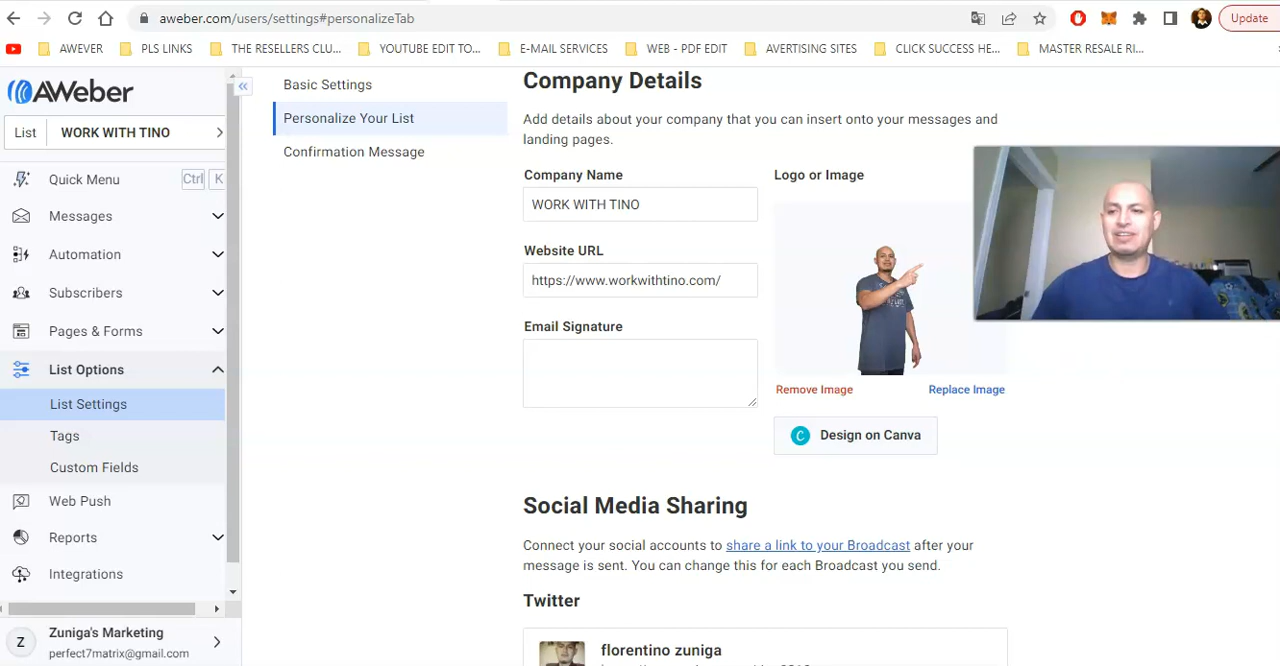 aweber.com/users/settings#personalizeTab
Update
AWEVER
PLS LINKS
THE RESELLERS CLU...
YOUTUBE EDIT TO...
E-MAIL SERVICES
WEB - PDF EDIT
AVERTISING SITES
CLICK SUCCESS HE...
MASTER RESALE RI...
AWeber
List
WORK WITH TINO
Quick Menu
Ctrl
K
Messages
Automation
Subscribers
Pages & Forms
List Options
List Settings
Tags
Custom Fields
Web Push
Reports
Integrations
Z
Zuniga's Marketing
perfect7matrix@gmail.com
Basic Settings
Personalize Your List
Confirmation Message
Company Details
Add details about your company that you can insert onto your messages and
landing pages.
Company Name
WORK WITH TINO
Website URL
https://www.workwithtino.com/
Email Signature
Logo or Image
Remove Image
Replace Image
C
Design on Canva
Social Media Sharing
Connect your social accounts to share a link to your Broadcast after your
message is sent. You can change this for each Broadcast you send.
Twitter
florentino zuniga